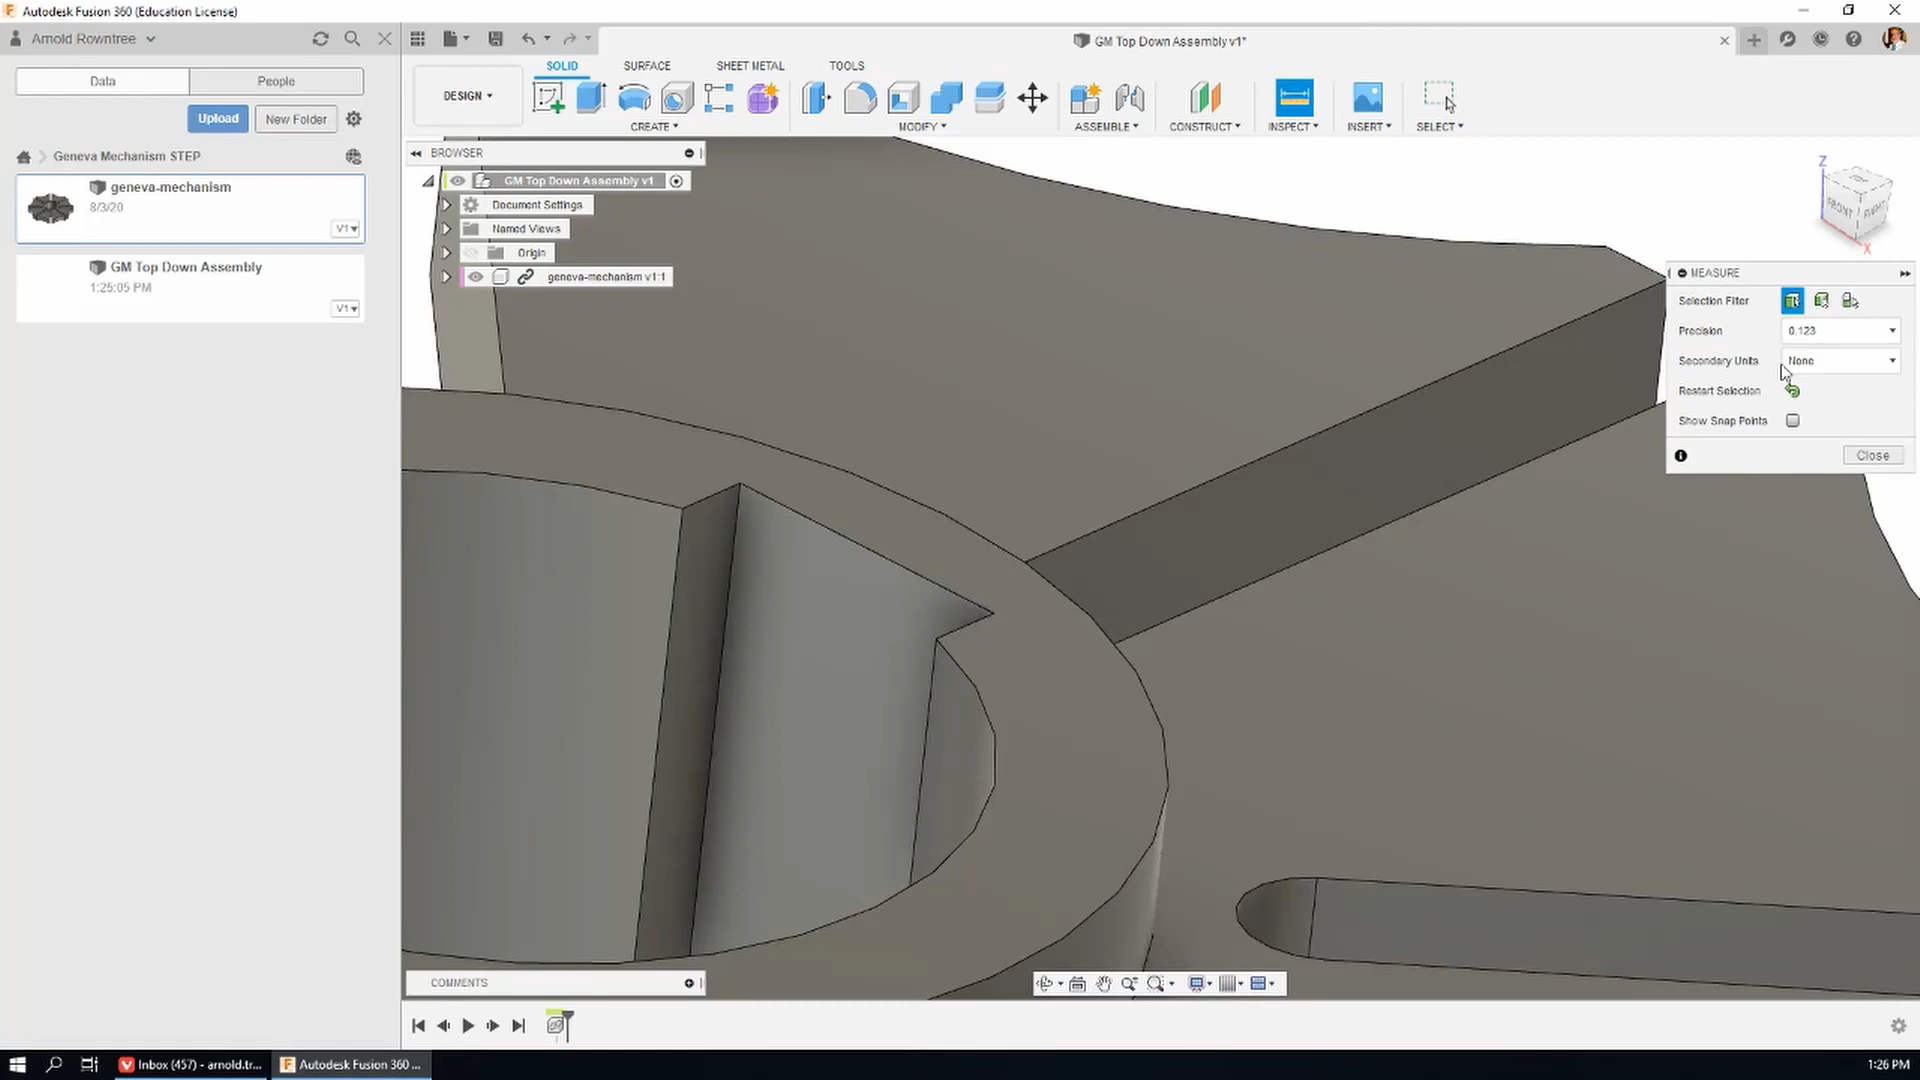 Autodesk Fusion 360 (Education License)
Arnold Rowntree
GM Top Down Assembly v1*
Data
People
Upload
New Folder
Geneva Mechanism STEP
geneva-mechanism
8/3/20
V1
GM Top Down Assembly
1:25:05 PM
V1
SOLID
SURFACE
SHEET METAL
TOOLS
DESIGN
CREATE
MODIFY
ASSEMBLE
CONSTRUCT
INSPECT
INSERT
SELECT
BROWSER
GM Top Down Assembly v1
Document Settings
Named Views
Origin
geneva-mechanism v1:1
Z
FRONT
RIGHT
X
MEASURE
Selection Filter
Precision
0.123
Secondary Units
None
Restart Selection
Show Snap Points
Close
COMMENTS
Inbox (457) - arnold.tr...
Autodesk Fusion 360 ...
1:26 PM